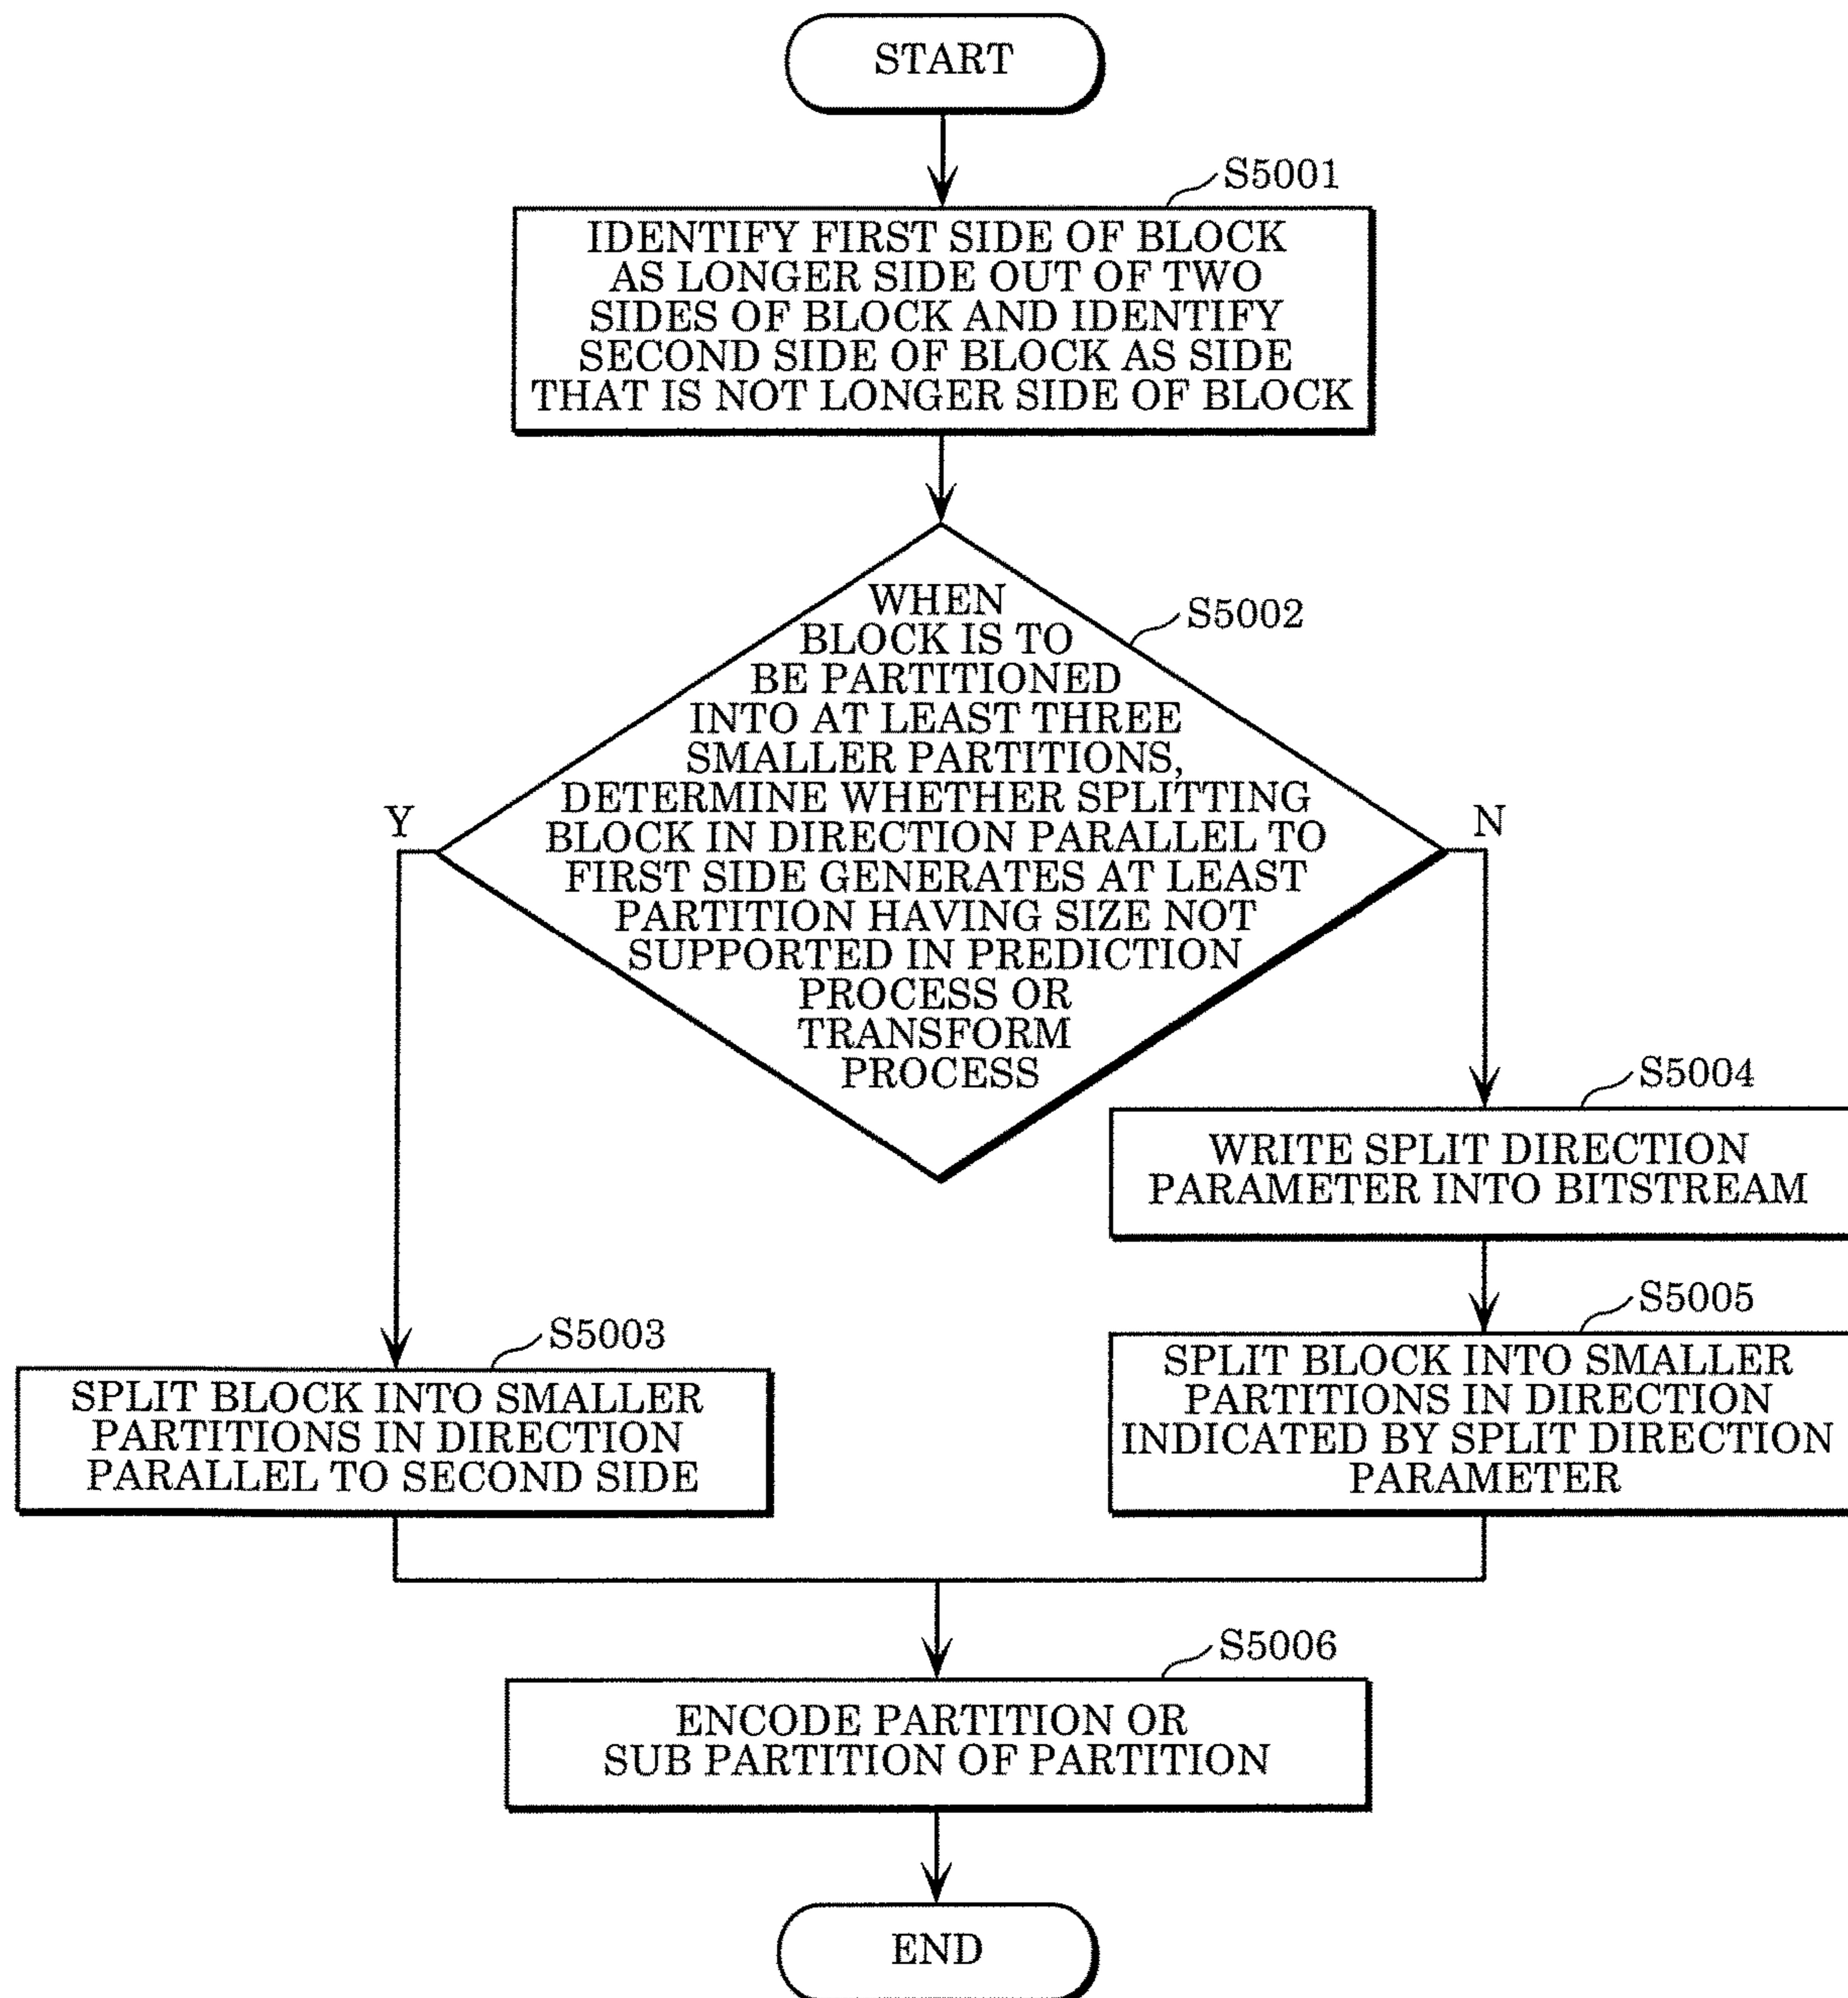 START
S5001
IDENTIFY FIRST SIDE OF BLOCK
AS LONGER SIDE OUT OF TWO
SIDES OF BLOCK AND IDENTIFY
SECOND SIDE OF BLOCK AS SIDE
THAT IS NOT LONGER SIDE OF BLOCK
S5002
WHEN
BLOCK IS TO
BE PARTITIONED
INTO AT LEAST THREE
SMALLER PARTITIONS,
DETERMINE WHETHER SPLITTING
BLOCK IN DIRECTION PARALLEL TO
FIRST SIDE GENERATES AT LEAST
PARTITION HAVING SIZE NOT
SUPPORTED IN PREDICTION
PROCESS OR
TRANSFORM
PROCESS
Y
N
S5004
WRITE SPLIT DIRECTION
PARAMETER INTO BITSTREAM
S5003
SPLIT BLOCK INTO SMALLER
PARTITIONS IN DIRECTION
PARALLEL TO SECOND SIDE
S5005
SPLIT BLOCK INTO SMALLER
PARTITIONS IN DIRECTION
INDICATED BY SPLIT DIRECTION
PARAMETER
S5006
ENCODE PARTITION OR
SUB PARTITION OF PARTITION
END